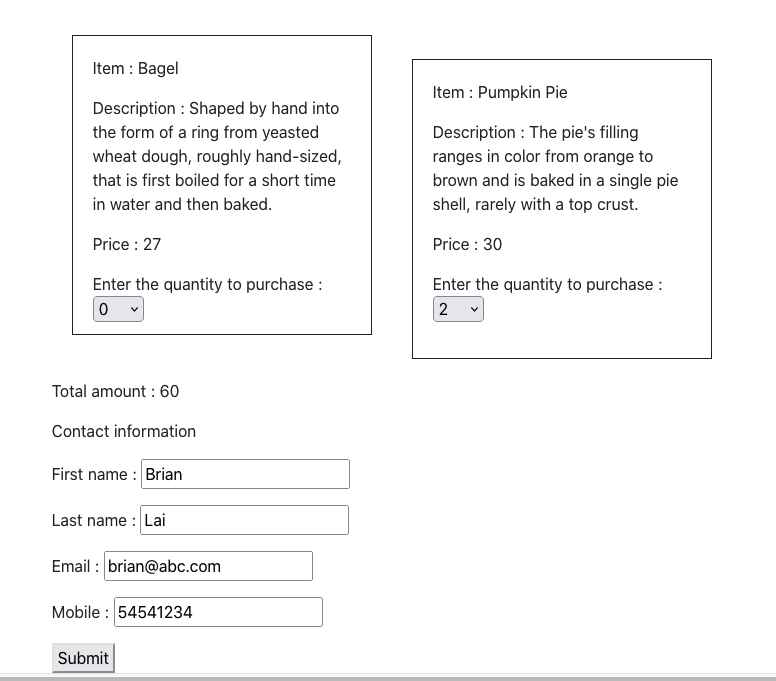 Item : Bagel
Description : Shaped by hand into
the form of a ring from yeasted
wheat dough, roughly hand-sized,
that is first boiled for a short time
in water and then baked.
Price : 27
Enter the quantity to purchase :
0
Item : Pumpkin Pie
Description : The pie's filling
ranges in color from orange to
brown and is baked in a single pie
shell, rarely with a top crust.
Price : 30
Enter the quantity to purchase :
2
Total amount : 60
Contact information
First name : Brian
Last name : Lai
Email : brian@abc.com
Mobile : 54541234
Submit